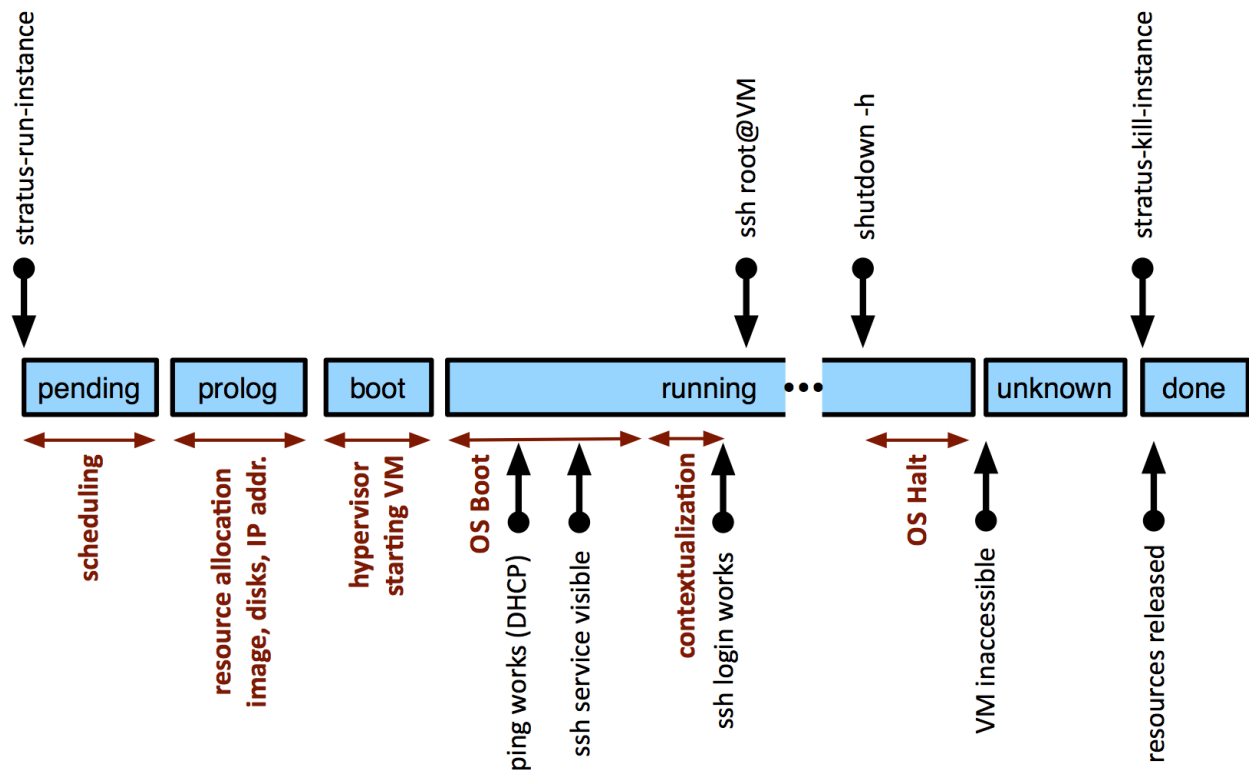 stratus-run-instance
ssh root@VM
shutdown -h
stratus-kill-instance
pending
prolog
boot
running
unknown
done
scheduling
resource allocation
image, disks, IP addr.
hypervisor
starting VM
OS Boot
ping works (DHCP)
ssh service visible
contextualization
ssh login works
OS Halt
VM inaccessible
resources released